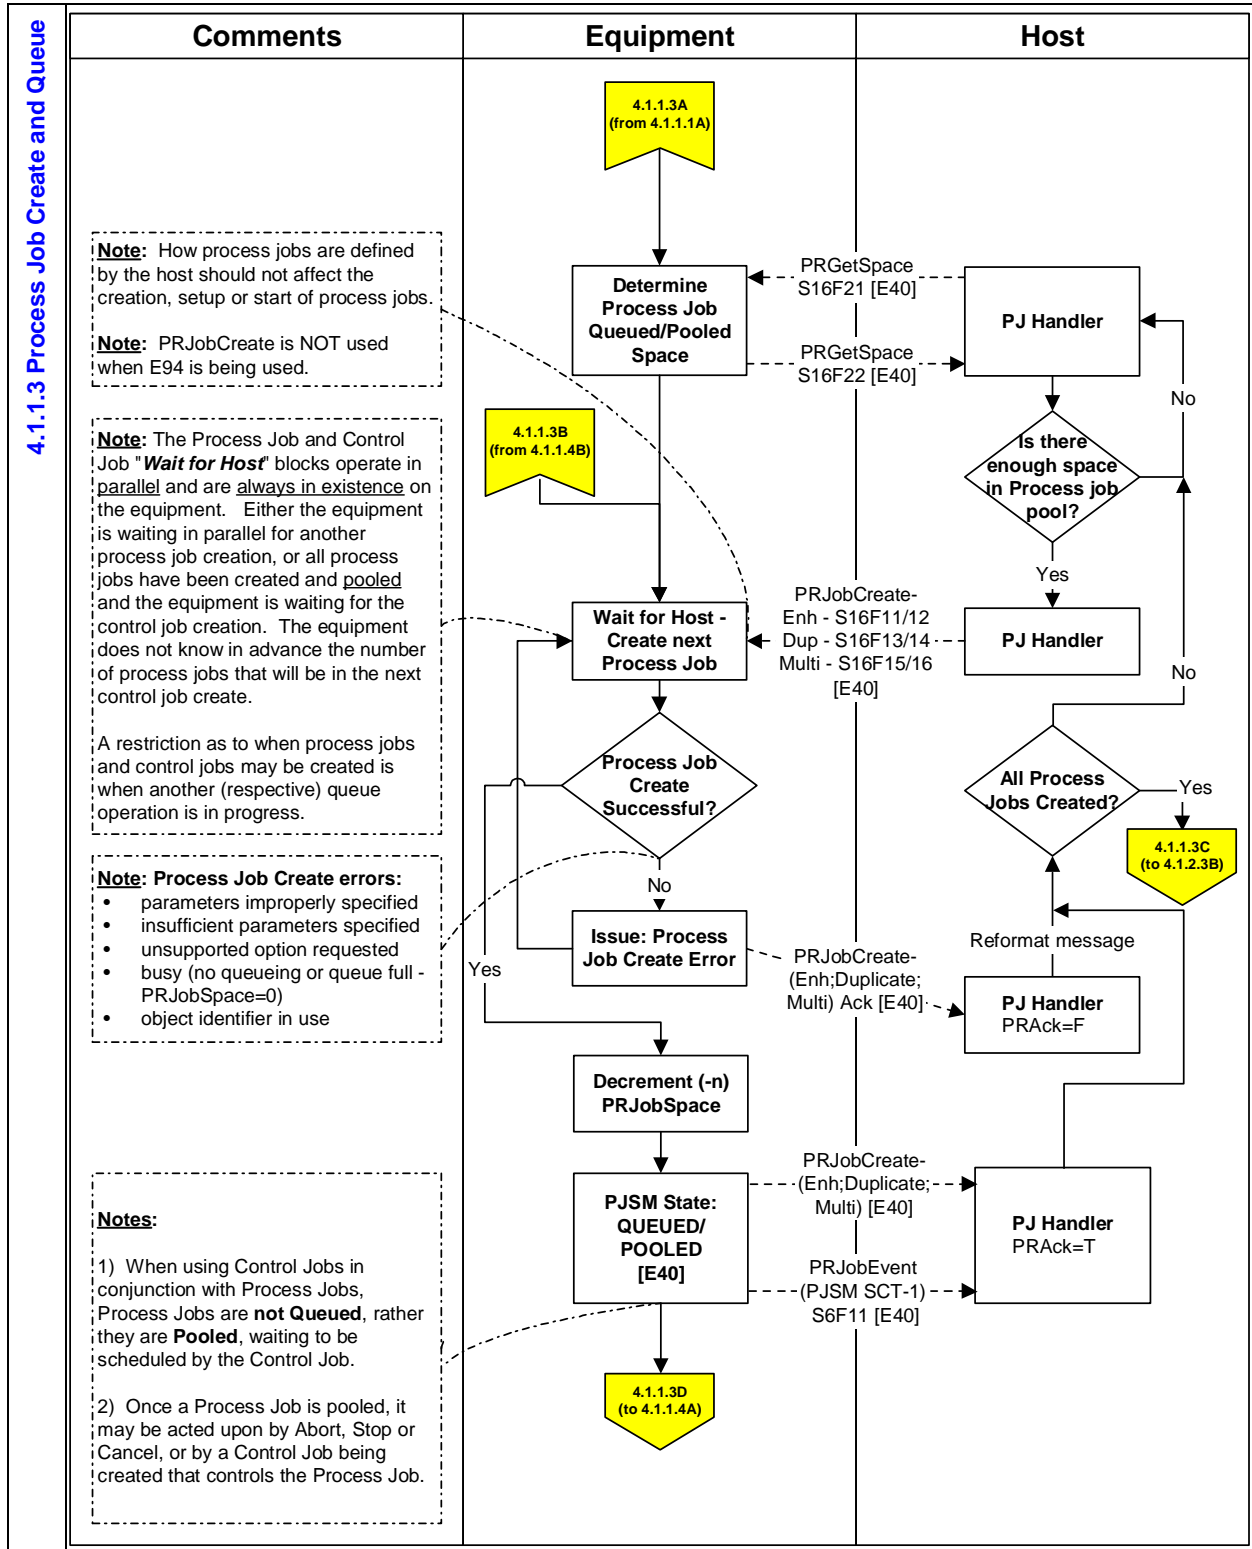 4.1.1.3 Process Job Create and Queue
Comments
Equipment
Host
4.1.1.3A
(from 4.1.1.1A)
Note: How process jobs are defined
by the host should not affect the
creation, setup or start of process jobs.
Note: PRJobCreate is NOT used
when E94 is being used.
Determine
Process Job
Queued/Pooled
Space
PRGetSpace
S16F21 [E40]
PRGetSpace
S16F22 [E40]
PJ Handler
No
4.1.1.3B
(from 4.1.1.4B)
Is there
enough space
in Process job
pool?
Yes
Note: The Process Job and Control
Job "Wait for Host" blocks operate in
parallel and are always in existence on
the equipment. Either the equipment
is waiting in parallel for another
process job creation, or all process
jobs have been created and pooled
and the equipment is waiting for the
control job creation. The equipment
does not know in advance the number
of process jobs that will be in the next
control job create.
A restriction as to when process jobs
and control jobs may be created is
when another (respective) queue
operation is in progress.
Wait for Host -
Create next
Process Job
PRJobCreate-
Enh - S16F11/12
Dup - S16F13/14
Multi - S16F15/16
[E40]
PJ Handler
No
Process Job
Create
Successful?
All Process
Jobs Created?
Yes
4.1.1.3C
(to 4.1.2.3B)
Note: Process Job Create errors:
• parameters improperly specified
• insufficient parameters specified
• unsupported option requested
• busy (no queueing or queue full -
PRJobSpace=0)
• object identifier in use
No
Yes
Issue: Process
Job Create Error
PRJobCreate-
(Enh;Duplicate;
Multi) Ack [E40]
Reformat message
PJ Handler
PRAck=F
Decrement (-n)
PRJobSpace
PJSM State:
QUEUED/
POOLED
[E40]
PRJobCreate-
(Enh;Duplicate;
Multi) [E40]
PRJobEvent
(PJSM SCT-1)
S6F11 [E40]
PJ Handler
PRAck=T
Notes:
1) When using Control Jobs in
conjunction with Process Jobs,
Process Jobs are not Queued, rather
they are Pooled, waiting to be
scheduled by the Control Job.
2) Once a Process Job is pooled, it
may be acted upon by Abort, Stop or
Cancel, or by a Control Job being
created that controls the Process Job.
4.1.1.3D
(to 4.1.1.4A)